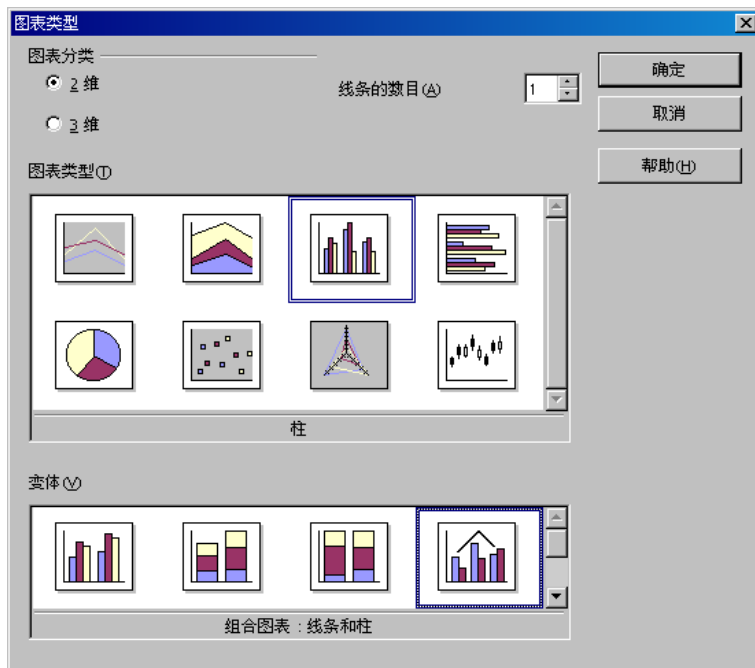 图表类型
图表分类
2 维
3 维
线条的数目(A)
1
确定
取消
帮助(H)
图表类型(T)
柱
变体(V)
组合图表 : 线条和柱